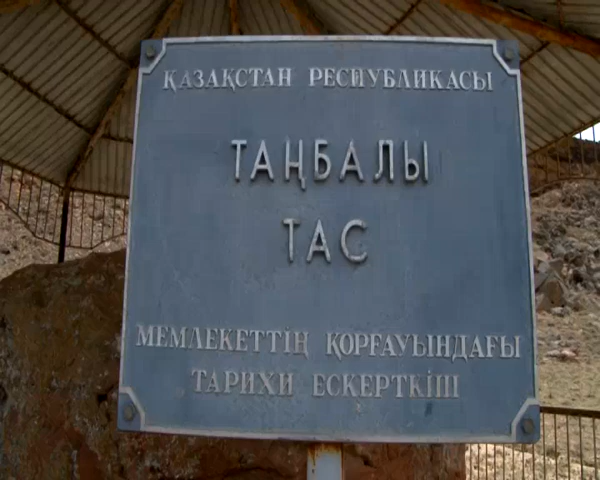 ҚАЗАҚСТАН РЕСПУБЛИКАСЫ
ТАҢБАЛЫ
ТАС
МЕМЛЕКЕТТІҢ ҚОРҒАУЫНДАҒЫ
ТАРИХИ ЕСКЕРТКІШ